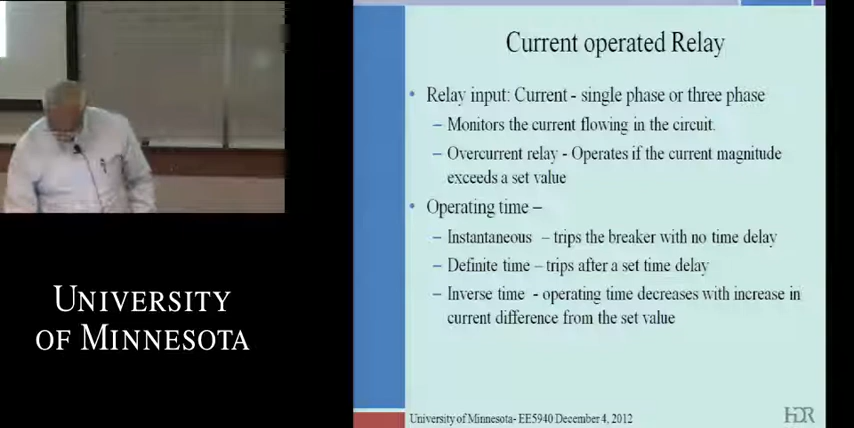 Current operated Relay
• Relay input: Current - single phase or three phase
– Monitors the current flowing in the circuit.
– Overcurrent relay - Operates if the current magnitude
exceeds a set value
• Operating time –
– Instantaneous – trips the breaker with no time delay
– Definite time – trips after a set time delay
– Inverse time - operating time decreases with increase in
current difference from the set value
University of Minnesota- EE5940 December 4, 2012
HDR
UNIVERSITY
OF MINNESOTA